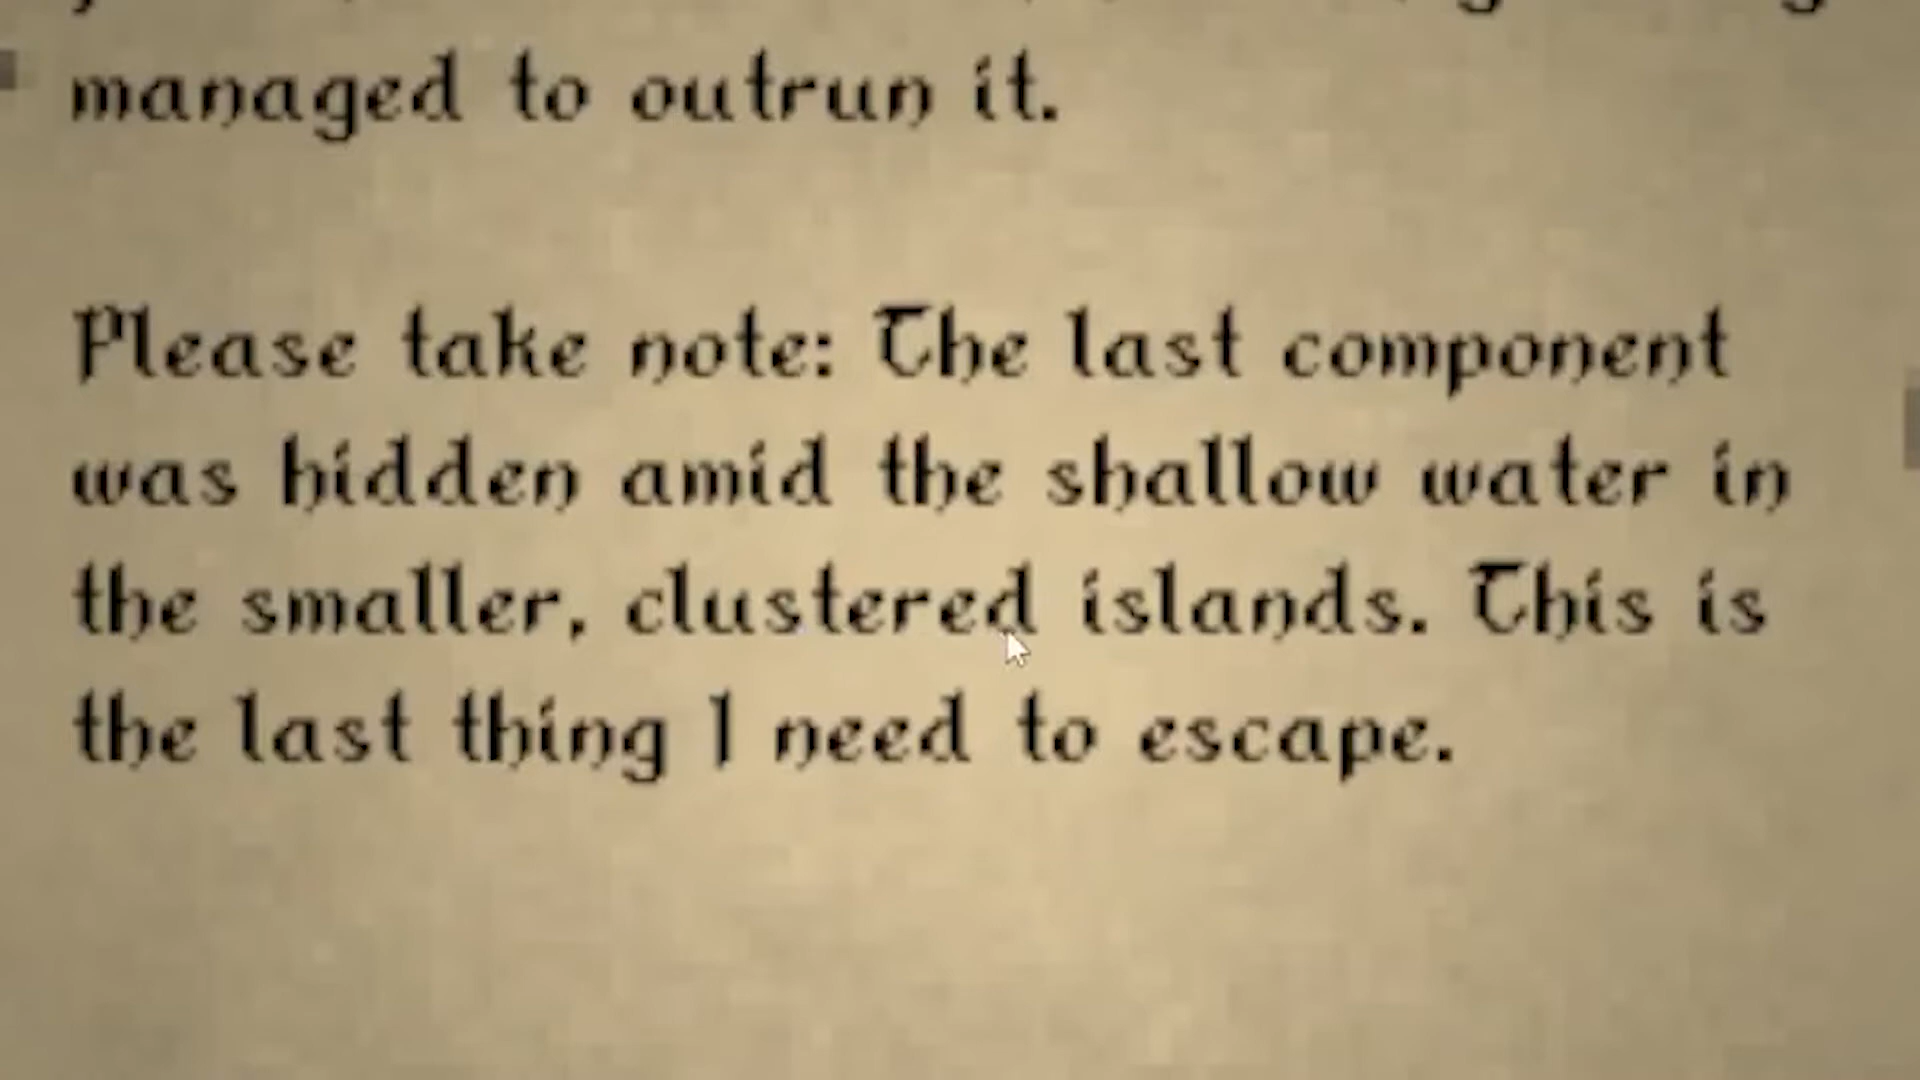 managed to outrun it.
Please take note: The last component
was hidden amid the shallow water in
the smaller, clustered islands. This is
the last thing I need to escape.